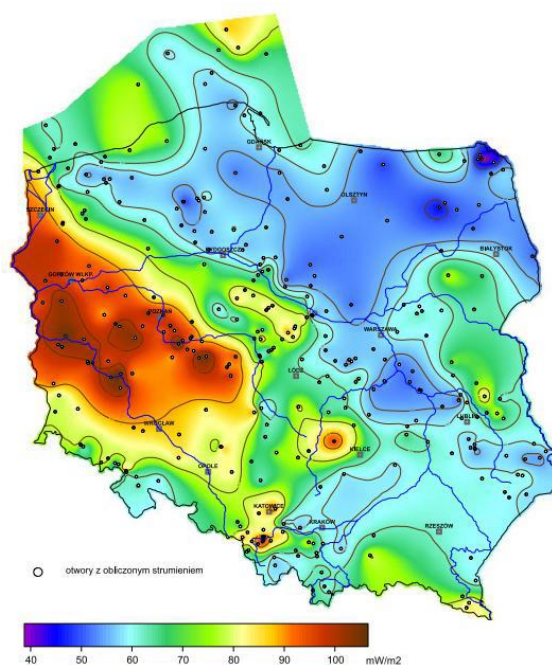 GDAŃSK
OLSZTYN
SZCZECIN
BYDGOSZCZ
BIAŁYSTOK
GORZÓW WLKP.
POZNAŃ
WARSZAWA
ŁÓDŹ
LUBLIN
WROCŁAW
KIELCE
OPOLE
KATOWICE
KRAKÓW
RZESZÓW
otwory z obliczonym strumieniem
40 50 60 70 80 90 100 mW/m2